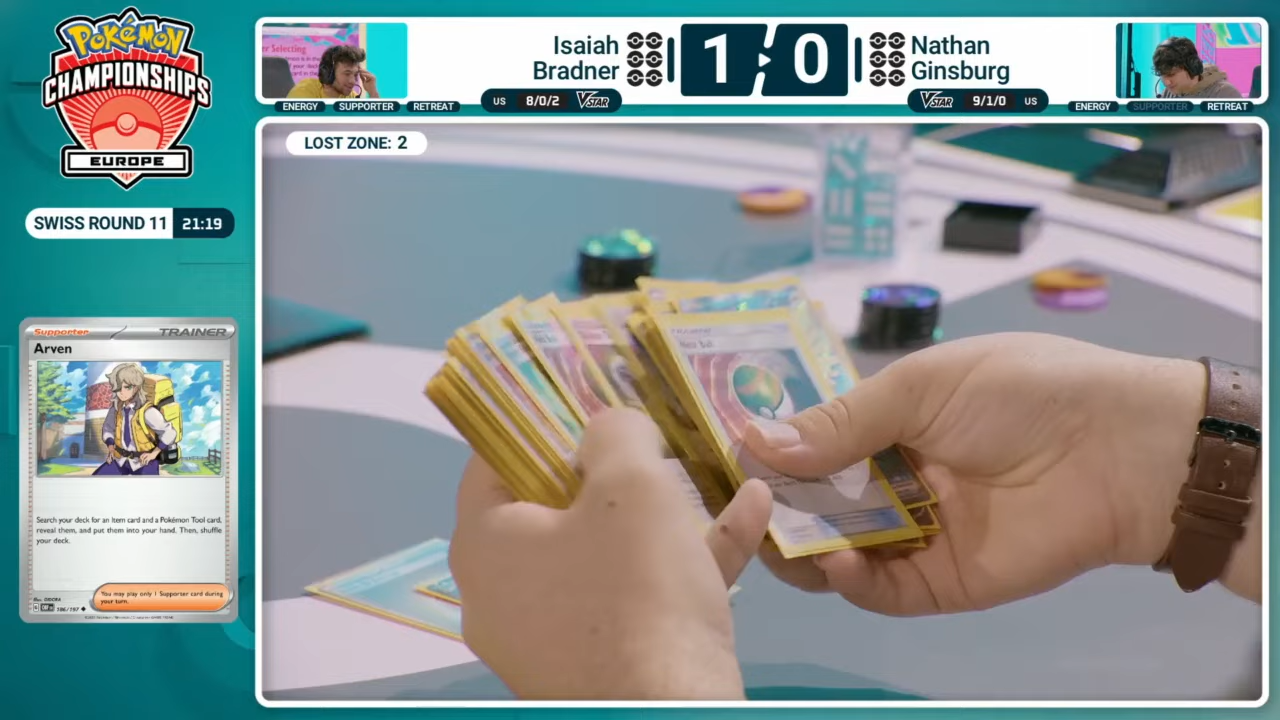 Pokémon
CHAMPIONSHIPS
EUROPE
SWISS ROUND 11 21:19
Isaiah
Bradner
1 0
Nathan
Ginsburg
ENERGY SUPPORTER RETREAT
US 8/0/2 VSTAR
VSTAR 9/1/0 US
ENERGY SUPPORTER RETREAT
LOST ZONE: 2
Supporter TRAINER
Arven
Search your deck for an Item card and a Pokémon Tool card,
reveal them, and put them into your hand. Then, shuffle
your deck.
You may play only 1 Supporter card during
your turn.
186/197
TRAINER
Nest Ball